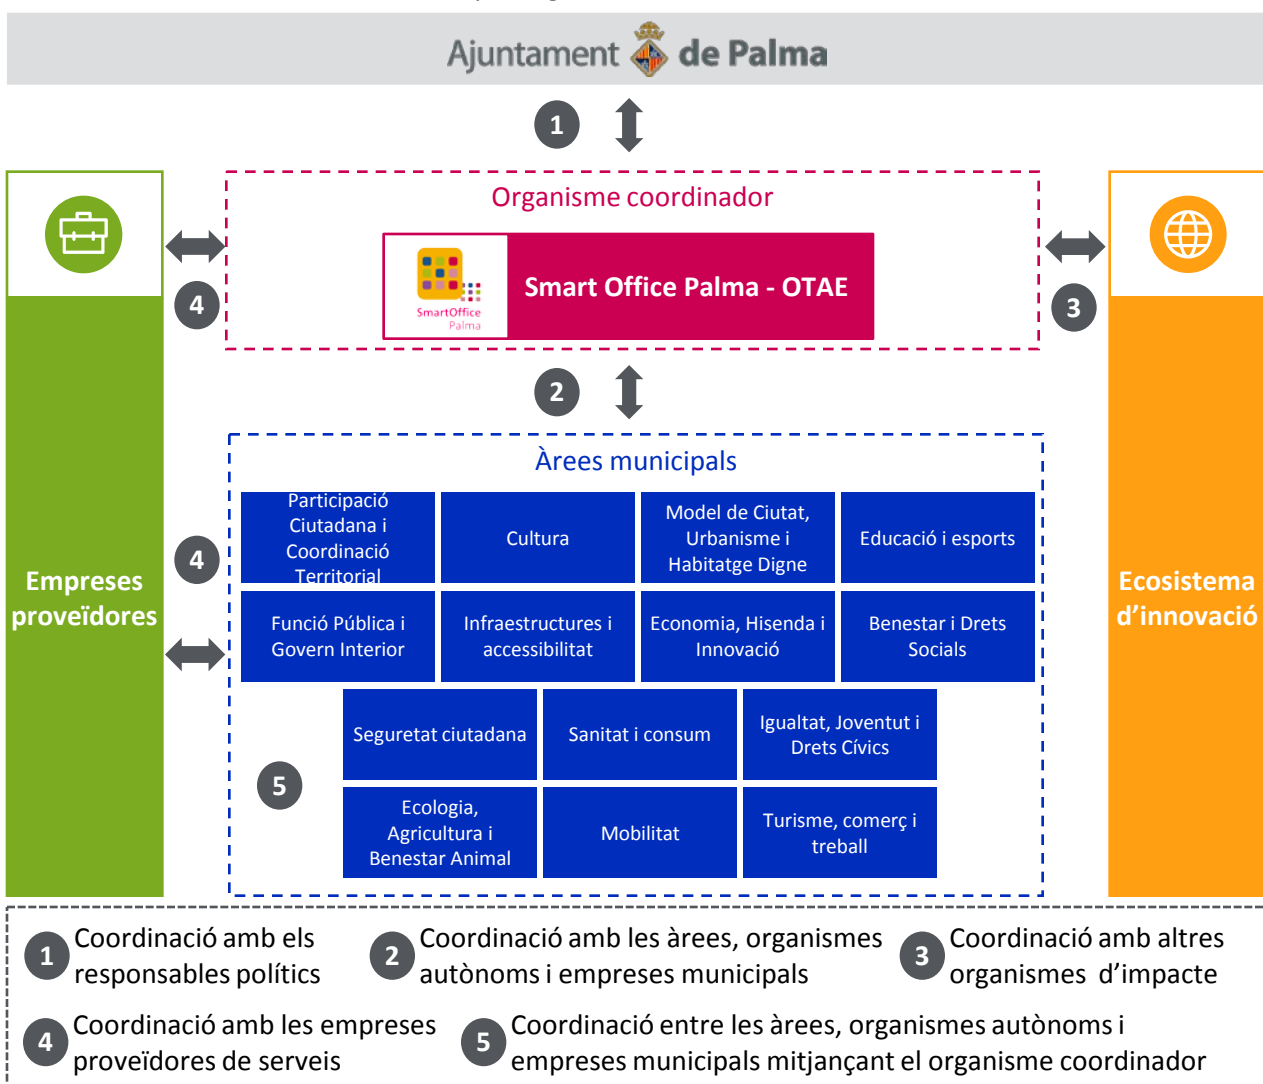 Ajuntament de Palma
1
Organisme coordinador
SmartOffice
Palma
Smart Office Palma - OTAE
4
3
2
Àrees municipals
Participació
Ciutadana i
Coordinació
Territorial
Cultura
Model de Ciutat,
Urbanisme i
Habitatge Digne
Educació i esports
4
Empreses
proveïdores
Ecosistema
d’innovació
Funció Pública i
Govern Interior
Infraestructures i
accessibilitat
Economia, Hisenda i
Innovació
Benestar i Drets
Socials
Seguretat ciutadana
Sanitat i consum
Igualtat, Joventut i
Drets Cívics
5
Ecologia,
Agricultura i
Benestar Animal
Mobilitat
Turisme, comerç i
treball
1
Coordinació amb els
responsables polítics
2
Coordinació amb les àrees, organismes
autònoms i empreses municipals
3
Coordinació amb altres
organismes d’impacte
4
Coordinació amb les empreses
proveïdores de serveis
5
Coordinació entre les àrees, organismes autònoms i
empreses municipals mitjançant el organisme coordinador